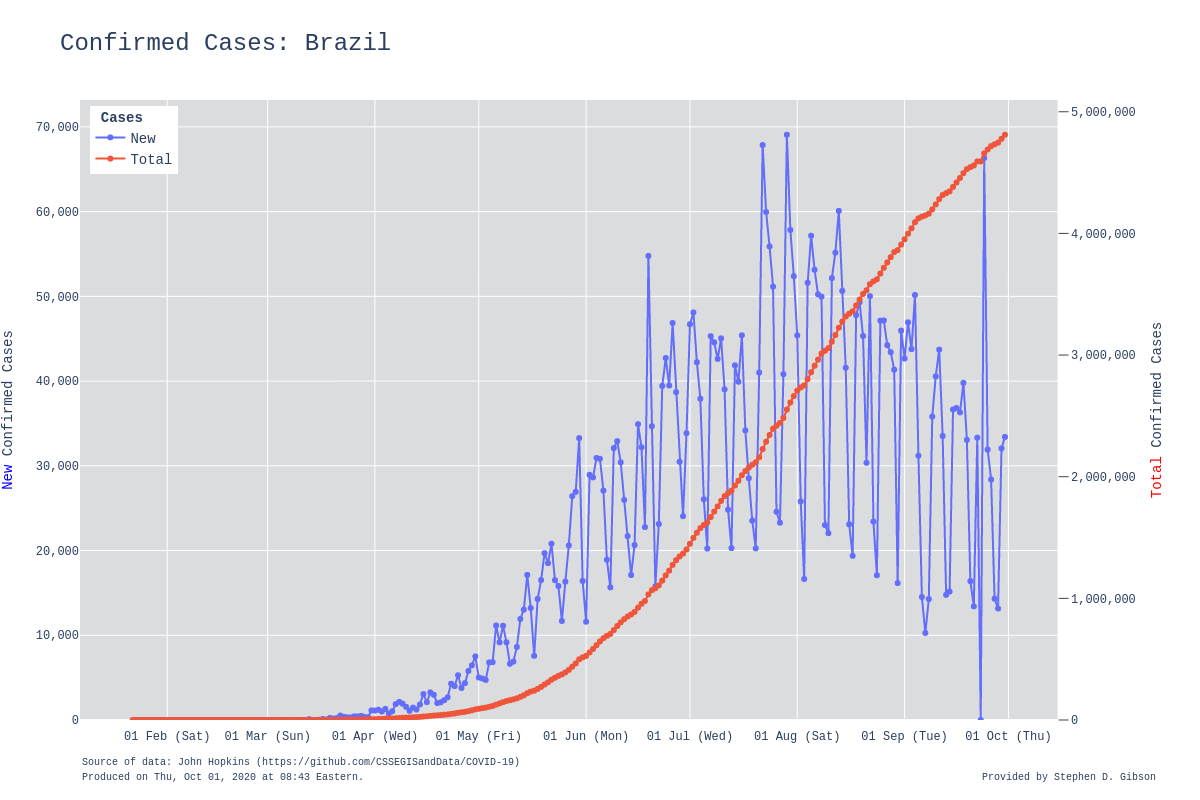 Confirmed Cases: Brazil
Cases
New
Total
70,000
60,000
50,000
40,000
30,000
20,000
10,000
0
New Confirmed Cases
5,000,000
4,000,000
3,000,000
2,000,000
1,000,000
0
Total Confirmed Cases
01 Feb (Sat) 01 Mar (Sun) 01 Apr (Wed) 01 May (Fri) 01 Jun (Mon) 01 Jul (Wed) 01 Aug (Sat) 01 Sep (Tue) 01 Oct (Thu)
Source of data: John Hopkins (https://github.com/CSSEGISandData/COVID-19)
Produced on Thu, Oct 01, 2020 at 08:43 Eastern.
Provided by Stephen D. Gibson